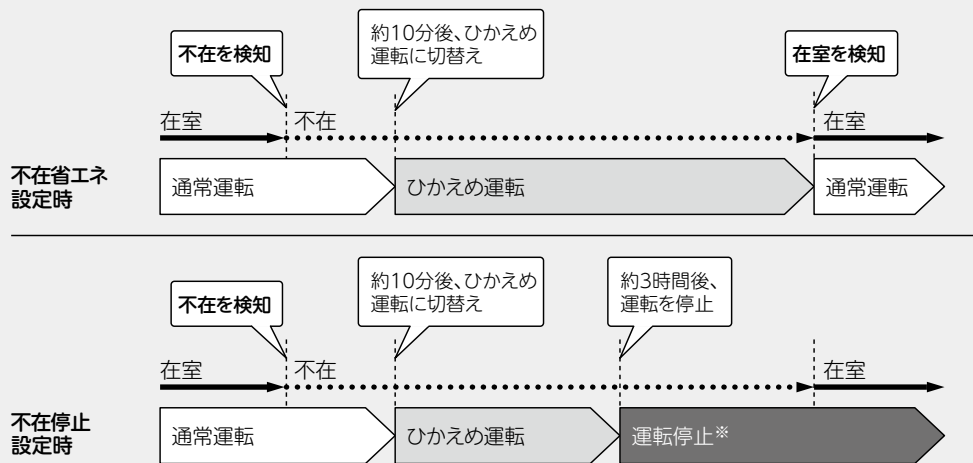 不在を検知
約10分後、ひかえめ
運転に切替え
在室を検知
在室
不在
在室
不在省エネ
設定時
通常運転
ひかえめ運転
通常運転
不在を検知
約10分後、ひかえめ
運転に切替え
約3時間後、
運転を停止
在室
不在
在室
不在停止
設定時
通常運転
ひかえめ運転
運転停止※